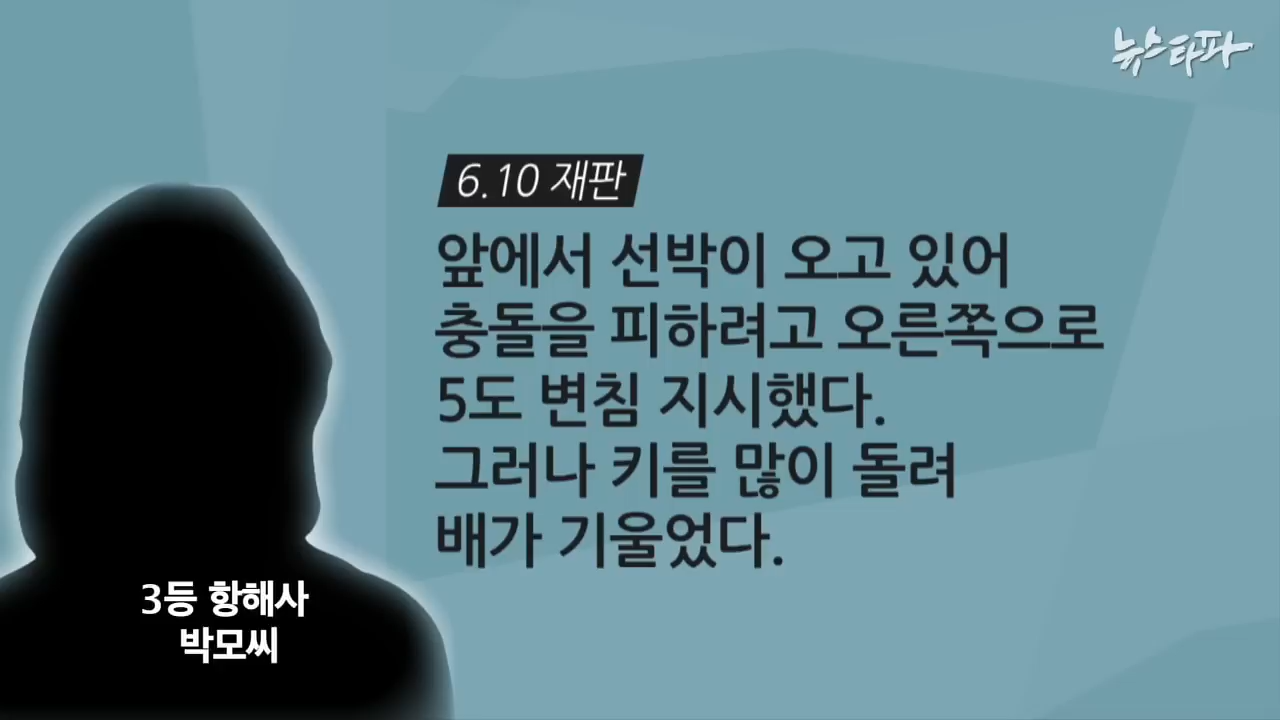 뉴스타파
6.10 재판
앞에서 선박이 오고 있어
충돌을 피하려고 오른쪽으로
5도 변침 지시했다.
그러나 키를 많이 돌려
배가 기울었다.
3등 항해사
박모씨